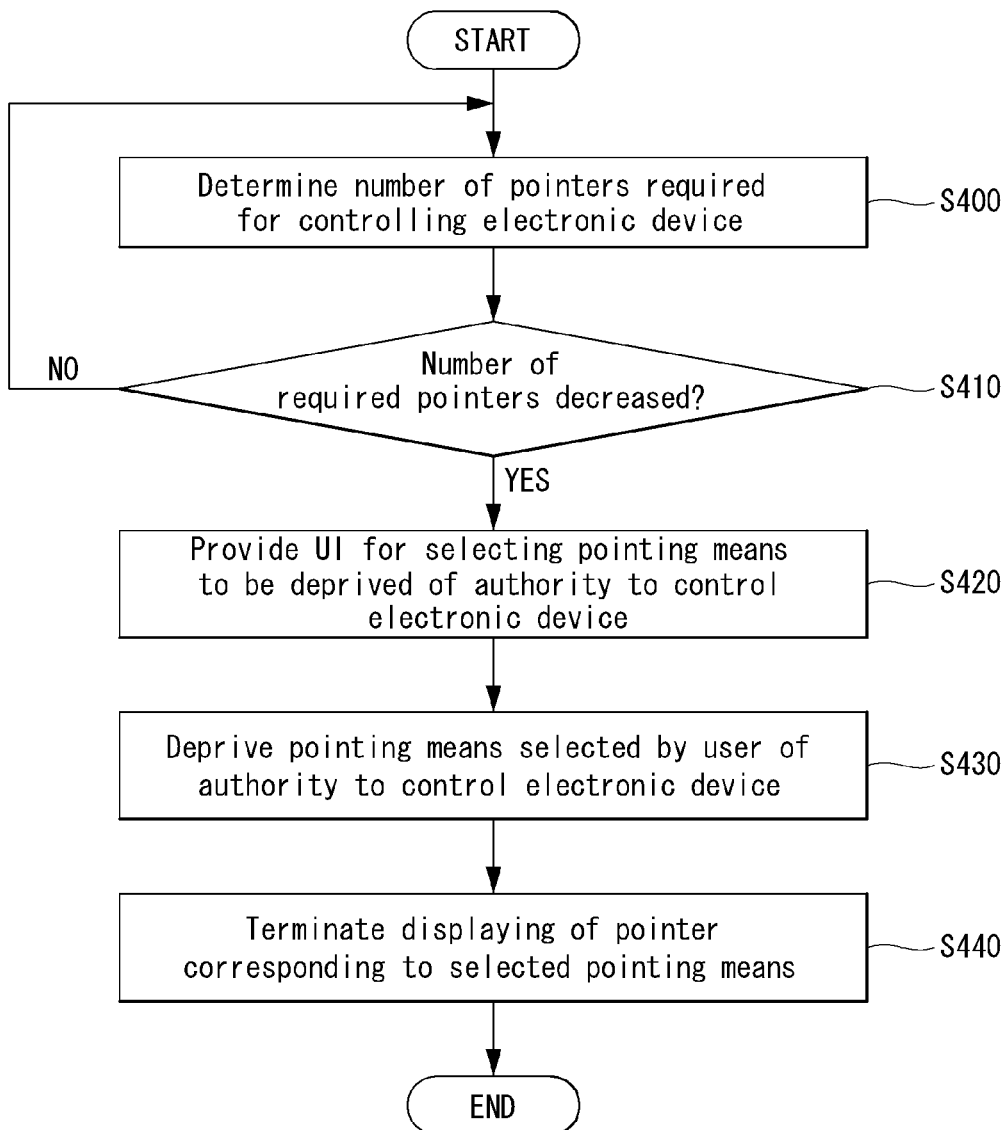 START
Determine number of pointers required
for controlling electronic device
S400
Number of
required pointers decreased?
S410
NO
YES
Provide UI for selecting pointing means
to be deprived of authority to control
electronic device
S420
Deprive pointing means selected by user of
authority to control electronic device
S430
Terminate displaying of pointer
corresponding to selected pointing means
S440
END